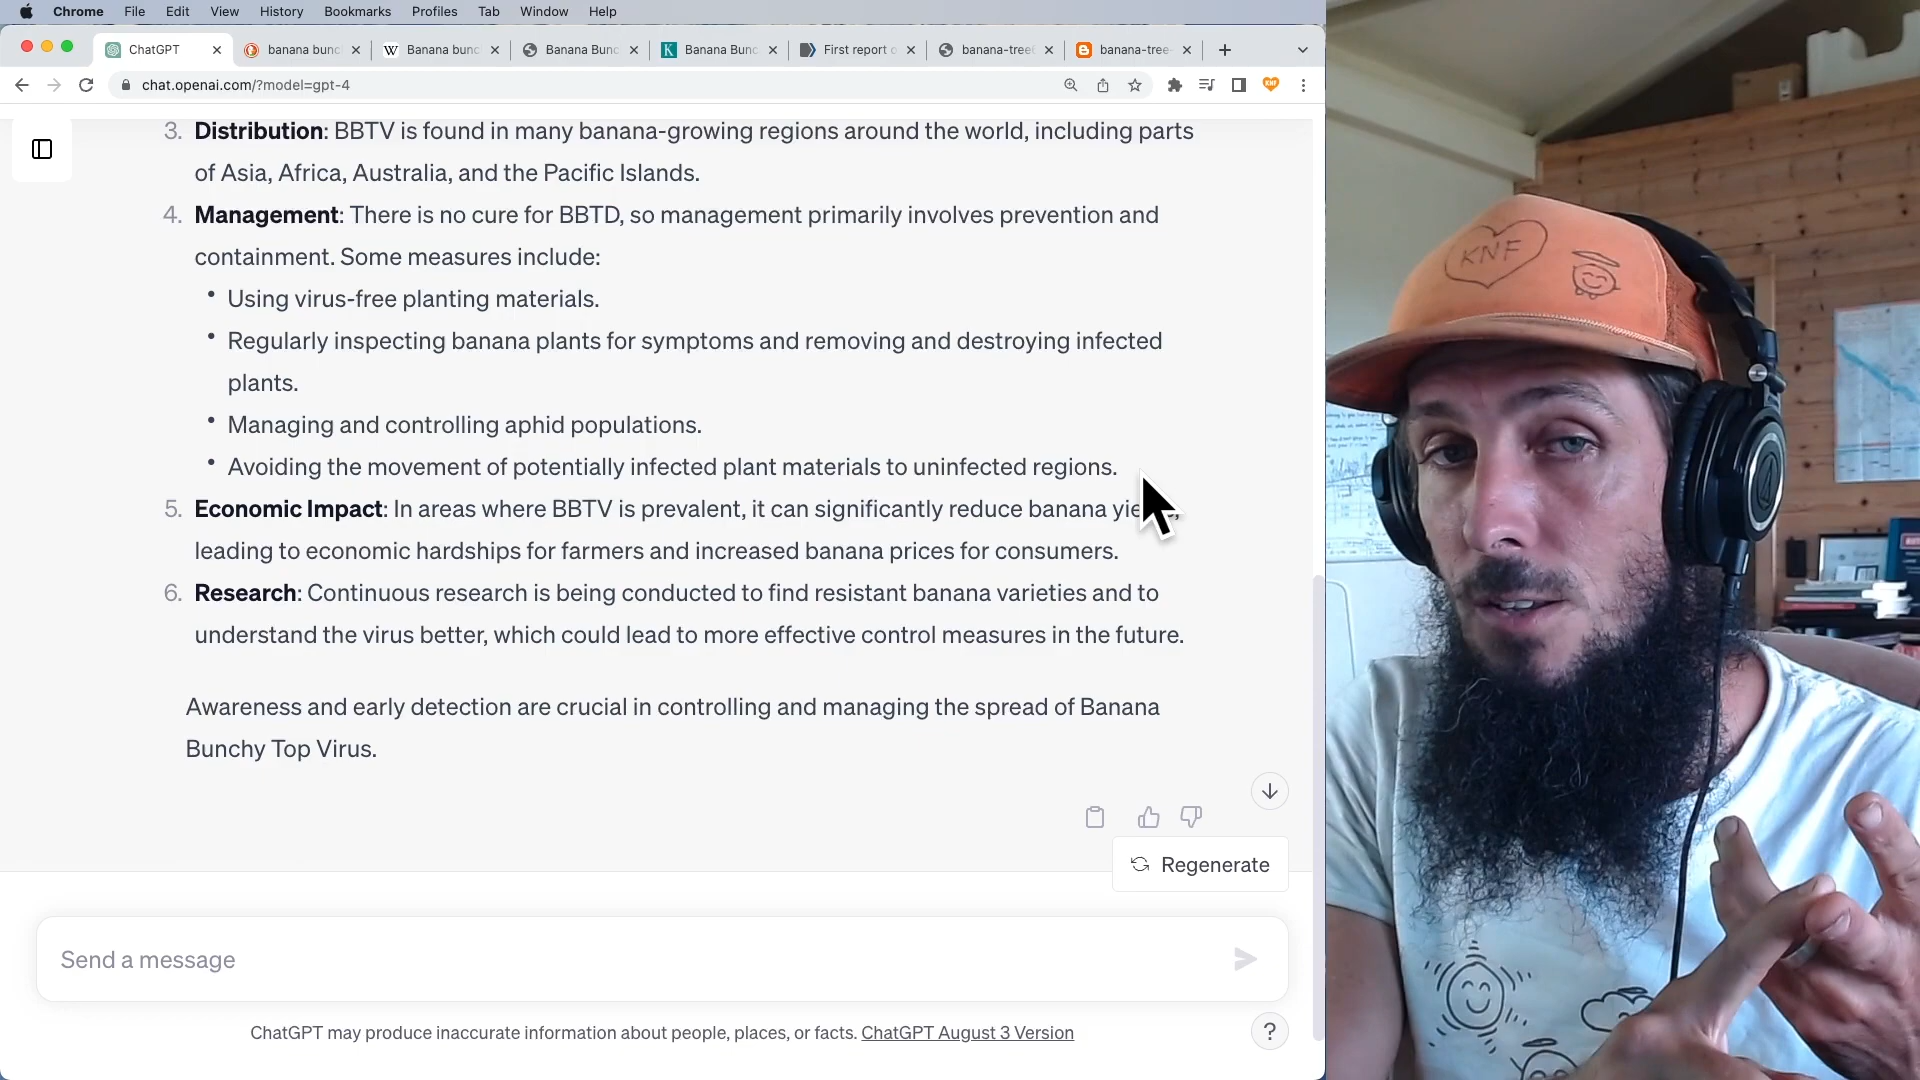 Chrome File Edit View History Bookmarks Profiles Tab Window Help
ChatGPT banana bunc Banana bunc Banana Bunc Banana Bunc First report o banana-tree banana-tree-
chat.openai.com/?model=gpt-4
3. Distribution: BBTV is found in many banana-growing regions around the world, including parts
of Asia, Africa, Australia, and the Pacific Islands.
4. Management: There is no cure for BBTD, so management primarily involves prevention and
containment. Some measures include:
• Using virus-free planting materials.
• Regularly inspecting banana plants for symptoms and removing and destroying infected
plants.
• Managing and controlling aphid populations.
• Avoiding the movement of potentially infected plant materials to uninfected regions.
5. Economic Impact: In areas where BBTV is prevalent, it can significantly reduce banana
leading to economic hardships for farmers and increased banana prices for consumers.
6. Research: Continuous research is being conducted to find resistant banana varieties and to
understand the virus better, which could lead to more effective control measures in the future.
Awareness and early detection are crucial in controlling and managing the spread of Banana
Bunchy Top Virus.
Regenerate
Send a message
ChatGPT may produce inaccurate information about people, places, or facts. ChatGPT August 3 Version
?
KNF